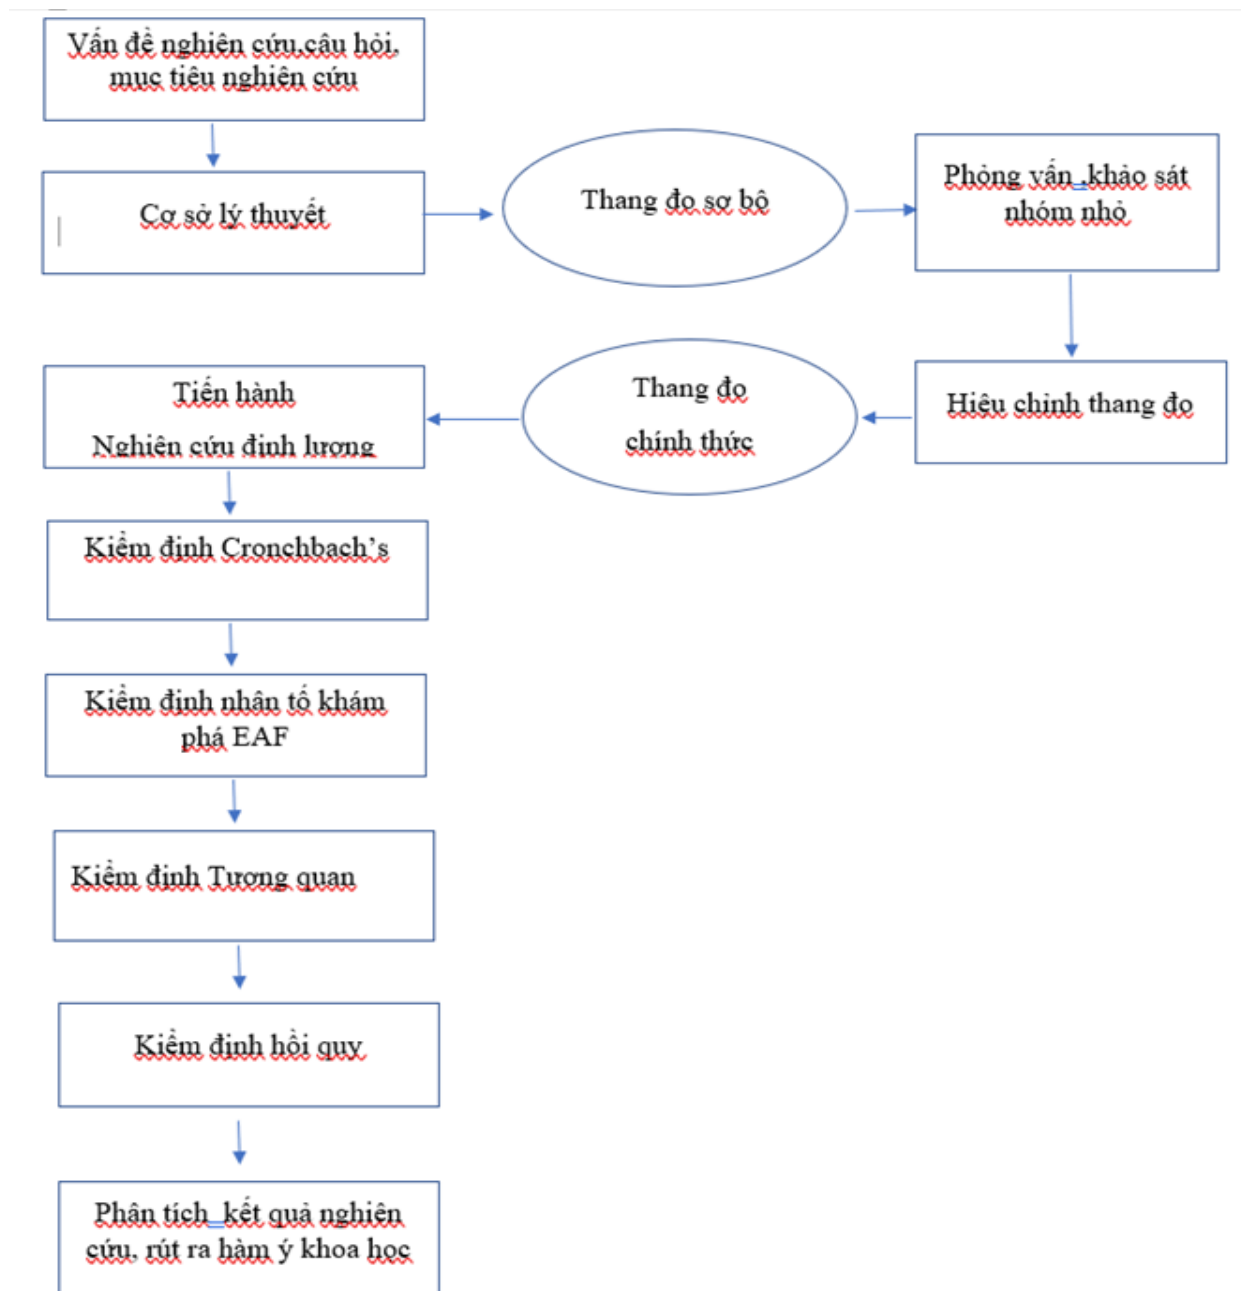 Vấn đề nghiên cứu,câu hỏi,
mục tiêu nghiên cứu
Cơ sở lý thuyết
Thang đo sơ bộ
Phỏng vấn ,khảo sát
nhóm nhỏ
Hiệu chỉnh thang đo
Thang đo
chính thức
Tiến hành
Nghiên cứu định lượng
Kiểm định Cronchbach's
Kiểm định nhân tố khám
phá EAF
Kiểm định Tương quan
Kiểm định hồi quy
Phân tích  kết quả nghiên
cứu, rút ra hàm ý khoa học